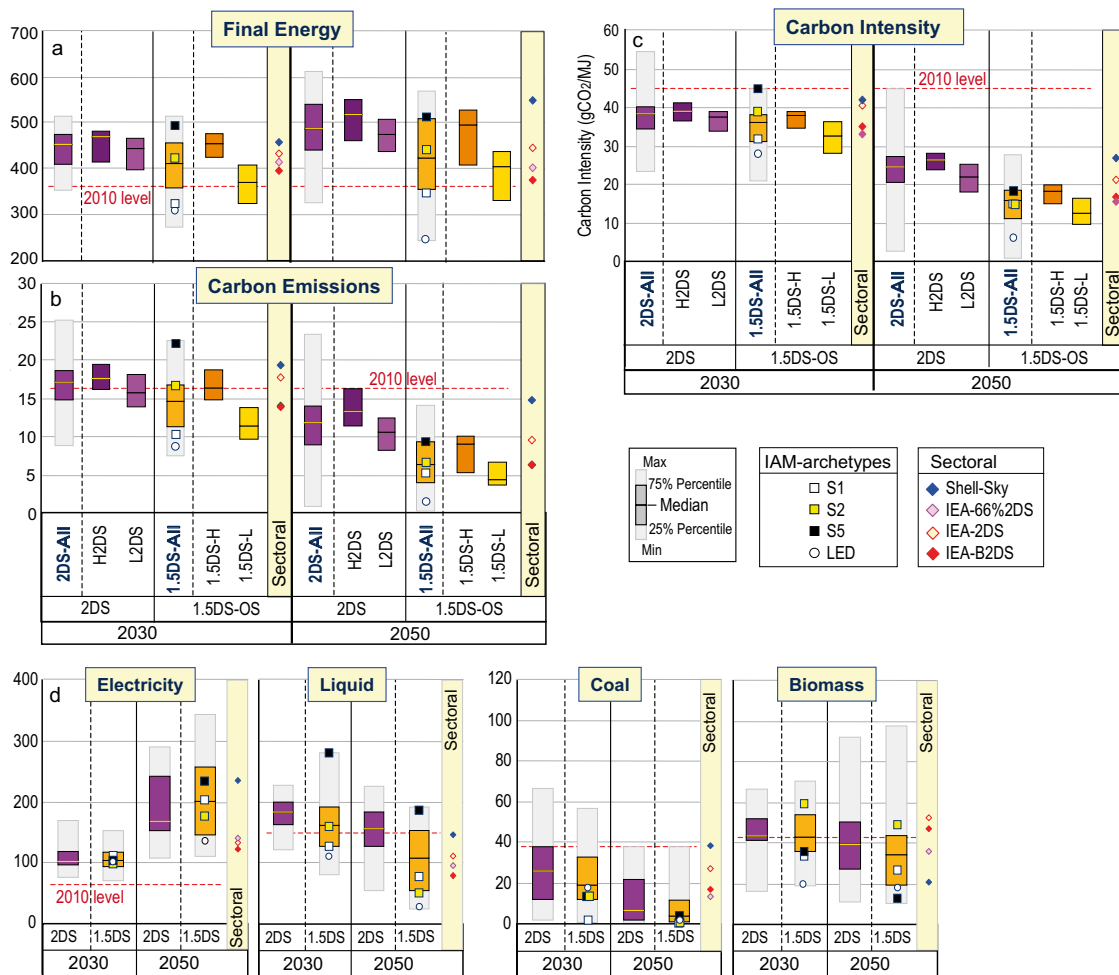 Final Energy
a
700
600
500
400
300
200
2010 level
Carbon Emissions
b
30
25
20
15
10
5
0
2010 level
2DS-All
H2DS
L2DS
1.5DS-All
1.5DS-H
1.5DS-L
Sectoral
2DS-All
H2DS
L2DS
1.5DS-All
1.5DS-H
1.5DS-L
Sectoral
2DS
1.5DS-OS
2DS
1.5DS-OS
2030
2050
Carbon Intensity
c
Carbon Intensity (gCO2/MJ)
60
50
40
30
20
10
0
2010 level
2DS-All
H2DS
L2DS
1.5DS-All
1.5DS-H
1.5DS-L
Sectoral
2DS-All
H2DS
L2DS
1.5DS-All
1.5DS-H
1.5DS-L
Sectoral
2DS
1.5DS-OS
2DS
1.5DS-OS
2030
2050
Max
75% Percentile
Median
25% Percentile
Min
IAM-archetypes
S1
S2
S5
LED
Sectoral
Shell-Sky
IEA-66%2DS
IEA-2DS
IEA-B2DS
d
Electricity
400
300
200
100
0
2010 level
Sectoral
2DS
1.5DS
2DS
1.5DS
2030
2050
Liquid
Sectoral
2DS
1.5DS
2DS
1.5DS
2030
2050
Coal
120
100
80
60
40
20
0
Sectoral
2DS
1.5DS
2DS
1.5DS
2030
2050
Biomass
Sectoral
2DS
1.5DS
2DS
1.5DS
2030
2050